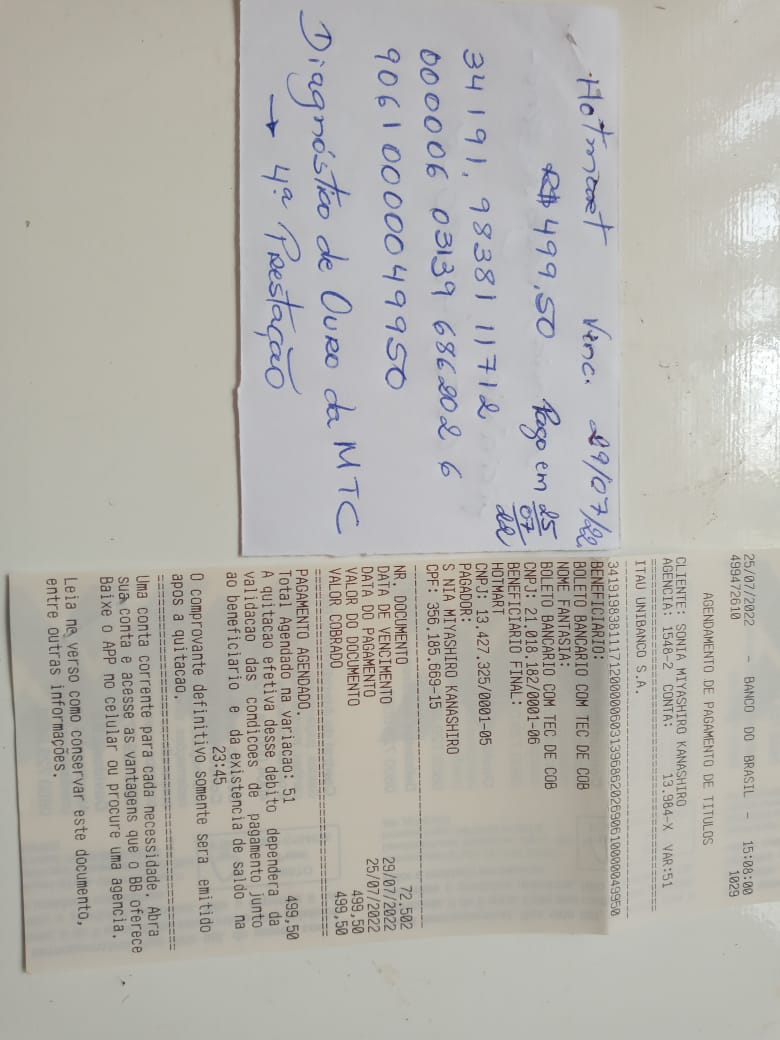 Hotmart Venc. 29/07/22
R$ 499,50 Pago em 25/07/22
34191.98381 11712
000006 03139 686202 6
90610000049950
Diagnóstico de Ouro da MTC
→ 4ª Prestação
25/07/2022 - BANCO DO BRASIL - 15:08:00
499472610 1029
AGENDAMENTO DE PAGAMENTO DE TITULOS
CLIENTE: SONIA MIYASHIRO KANASHIRO
AGENCIA: 1548-2 CONTA: 13.984-X VAR:51
================================================
ITAU UNIBANCO S.A.
------------------------------------------------
34191983811171200000603139686202690610000049950
BENEFICIARIO:
BOLETO BANCARIO COM TEC DE COB
NOME FANTASIA:
BOLETO BANCARIO COM TEC DE COB
CNPJ: 21.018.182/0001-06
BENEFICIARIO FINAL:
HOTMART
CNPJ: 13.427.325/0001-05
PAGADOR:
S NIA MIYASHIRO KANASHIRO
CPF: 356.185.669-15
------------------------------------------------
NR. DOCUMENTO 72.502
DATA DE VENCIMENTO 29/07/2022
DATA DO PAGAMENTO 25/07/2022
VALOR DO DOCUMENTO 499,50
VALOR COBRADO 499,50
================================================
PAGAMENTO AGENDADO.
Total Agendado na variacao: 51 499,50
A quitacao efetiva desse debito dependera da
validacao das condicoes de pagamento junto
ao beneficiario e da existencia de saldo na
23:45
O comprovante definitivo somente sera emitido
apos a quitacao.
================================================
Uma conta corrente para cada necessidade. Abra
sua conta e acesse as vantagens que o BB oferece
Baixe o APP no celular ou procure uma agencia.
Leia no verso como conservar este documento,
entre outras informações.